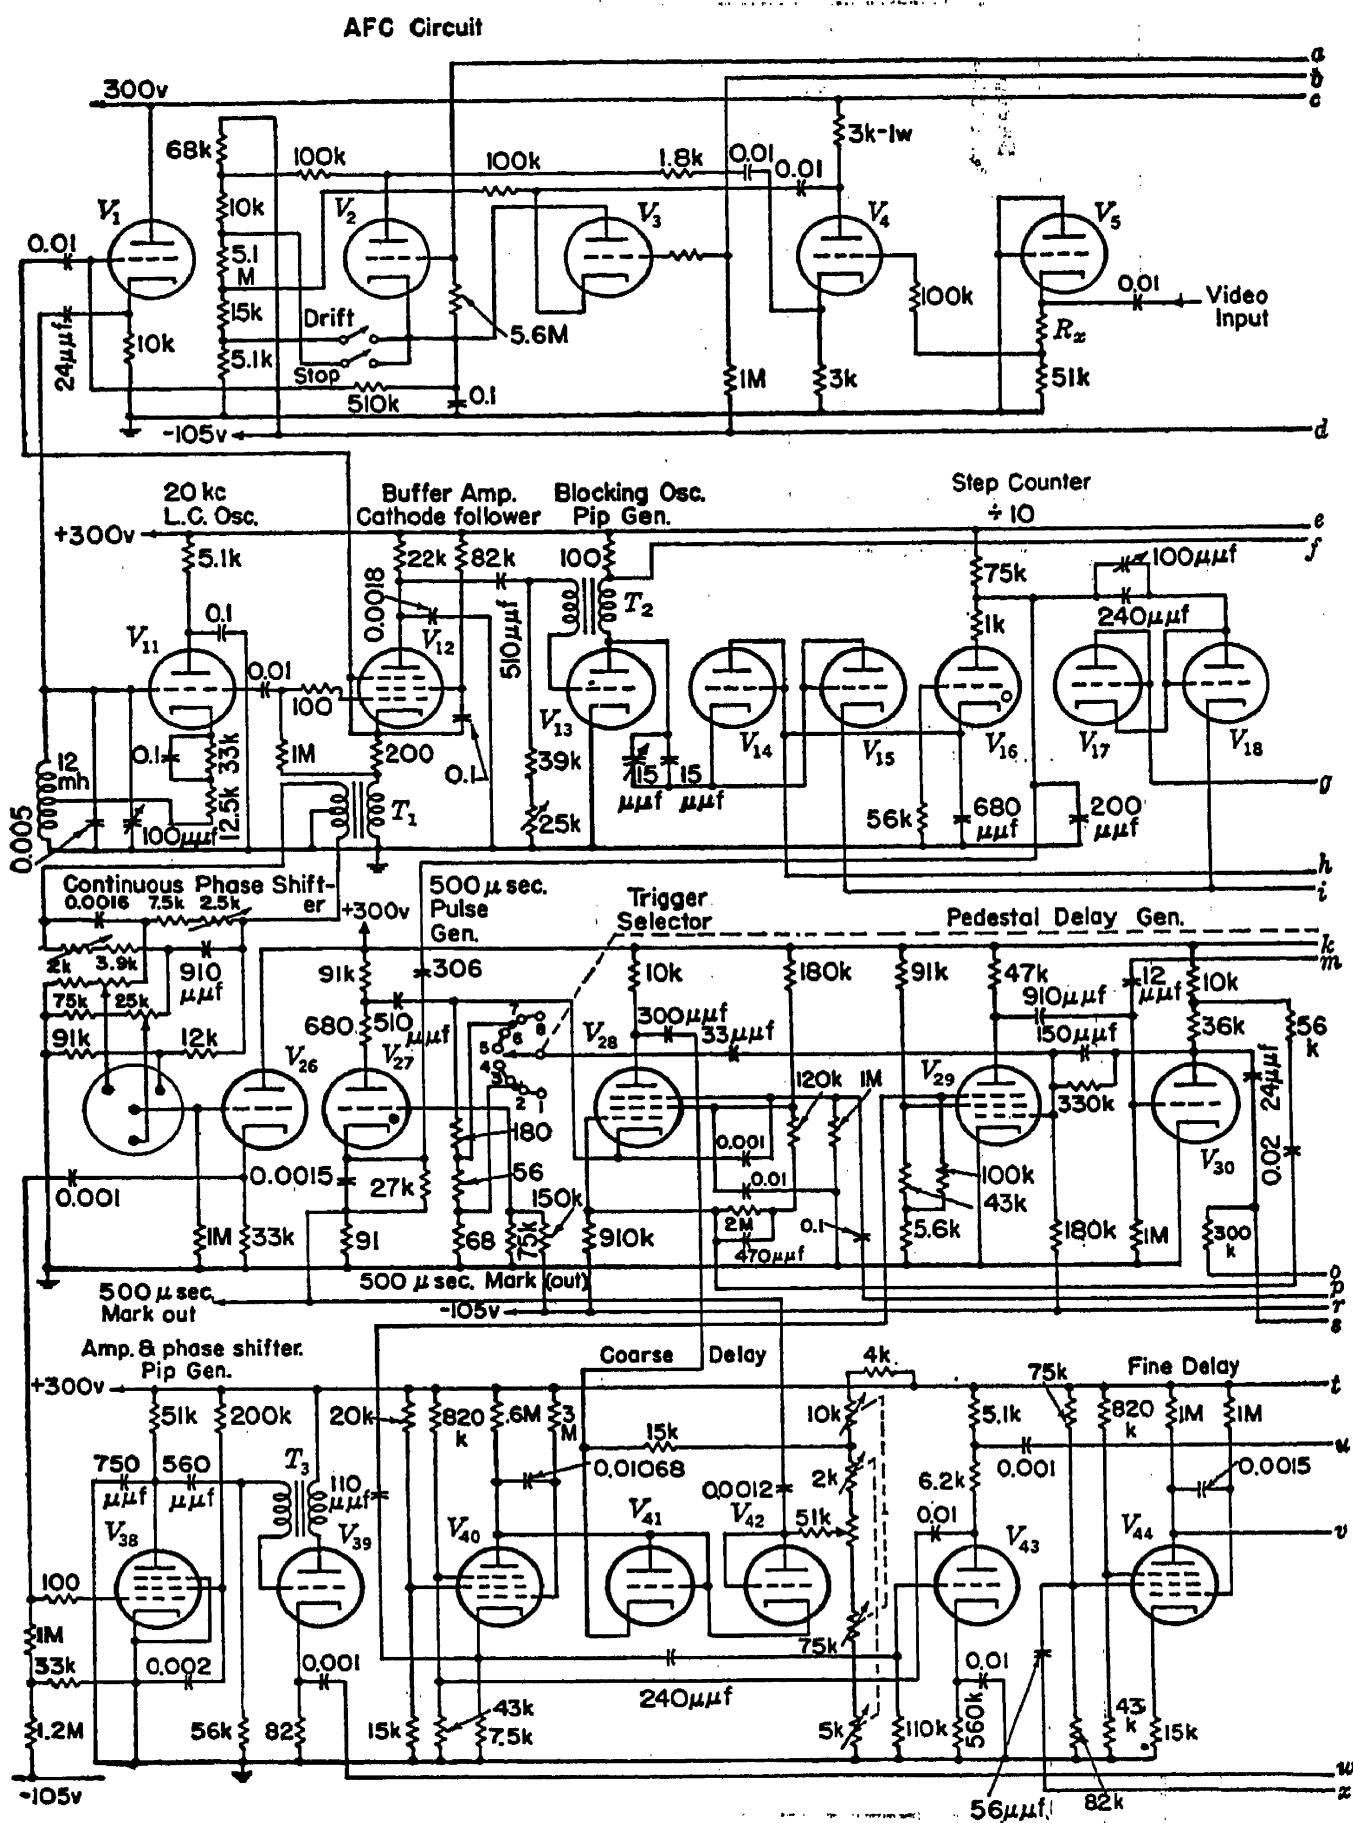 AFC Circuit
300v
a
b
c
68k
100k
100k
1.8k
0.01
0.01
3k-1w
V1
10k
V2
V3
V4
V5
0.01
5.1
M
15k
Drift
5.6M
100k
0.01
Video
Input
Rx
24μμf
10k
5.1k
Stop
510k
0.1
1M
3k
51k
-105v
d
20 kc
L.C. Osc.
Buffer Amp.
Cathode follower
Blocking Osc.
Pip Gen.
Step Counter
÷ 10
+300v
e
f
5.1k
22k
82k
100
75k
100μμf
0.1
0.0018
510μμf
T2
1k
240μμf
V11
V12
0.01
100
V13
V14
V15
V16
V17
V18
12
mh
0.1
33k
1M
200
0.1
39k
15
μμf
15
μμf
12.5k
T1
25k
56k
680
μμf
200
μμf
g
0.005
100μμf
h
i
Continuous Phase Shift-
er
0.0016
7.5k
2.5k
+300v
500 μ sec.
Pulse
Gen.
Trigger
Selector
Pedestal Delay Gen.
k
m
2k
3.9k
910
μμf
91k
306
10k
180k
91k
47k
12
μμf
10k
75k
25k
510
μμf
7
8
6
5
4
3
2
1
300μμf
33μμf
910μμf
150μμf
36k
56
k
91k
12k
680
V26
V27
V28
120k
1M
V29
330k
24μμf
180
0.001
100k
V30
0.02
0.001
0.0015
27k
56
150k
0.01
43k
1M
33k
91
68
75k
910k
2M
470μμf
0.1
5.6k
180k
1M
300
k
o
p
r
s
500 μ sec. Mark (out)
500 μ sec.
Mark out
-105v
Amp. & phase shifter.
Pip Gen.
Coarse Delay
4k
75k
Fine Delay
+300v
t
51k
200k
20k
820
k
.6M
3
M
15k
10k
5.1k
820
k
1M
1M
u
750
μμf
560
μμf
T3
110
μμf
0.01068
0.0012
2k
6.2k
0.001
0.0015
V38
V39
V40
V41
V42
51k
0.01
V43
V44
v
100
1M
33k
0.002
0.001
75k
0.01
240μμf
1.2M
56k
82
15k
43k
7.5k
5k
110k
560k
43
k
15k
-105v
56μμf
82k
w
x